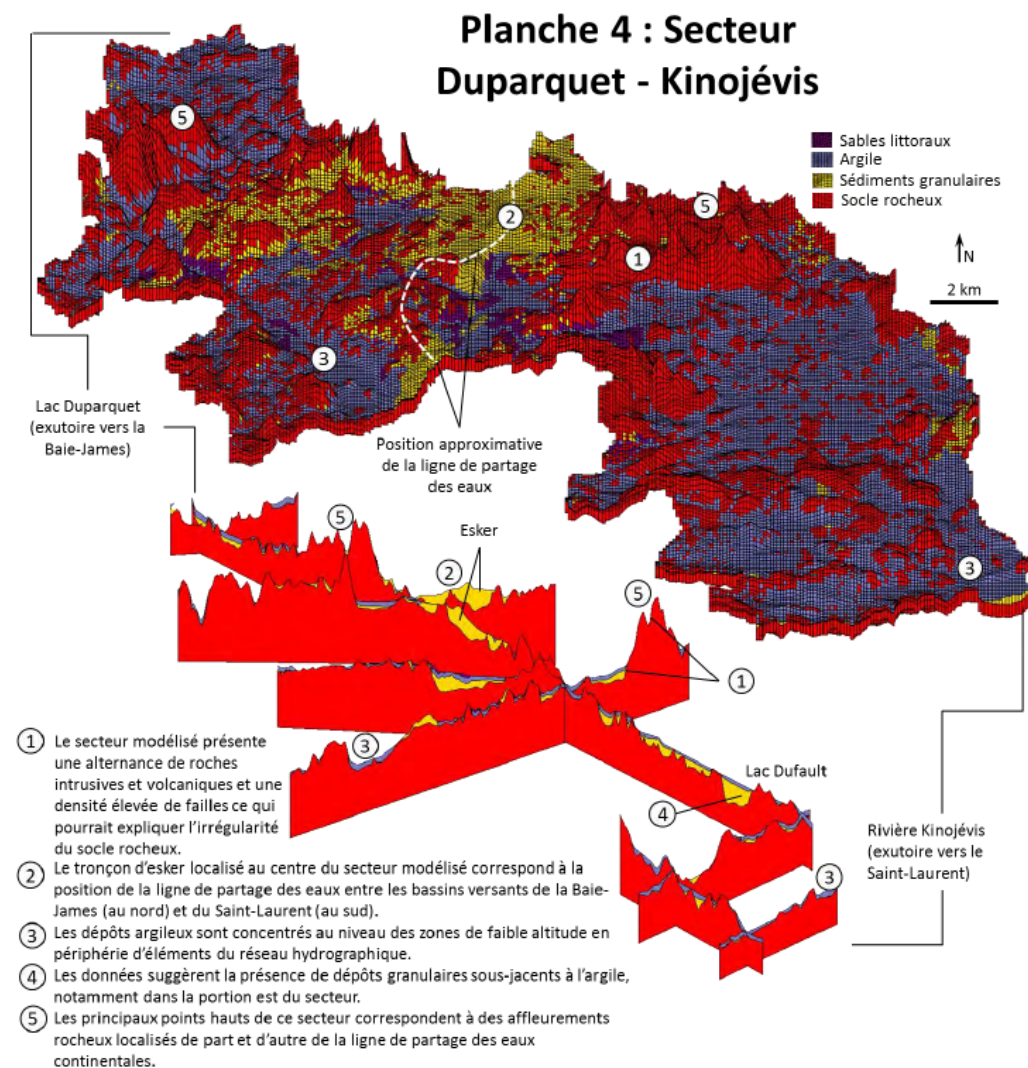 Planche 4 : Secteur
Duparquet - Kinojévis
Sables littoraux
Argile
Sédiments granulaires
Socle rocheux
N
2 km
5
2
5
1
3
3
Lac Duparquet
(exutoire vers la
Baie-James)
Position approximative
de la ligne de partage
des eaux
5
Esker
2
5
1
3
Lac Dufault
4
3
Rivière Kinojévis
(exutoire vers le
Saint-Laurent)
1 Le secteur modélisé présente
une alternance de roches
intrusives et volcaniques et une
densité élevée de failles ce qui
pourrait expliquer l'irrégularité
du socle rocheux.
2 Le tronçon d'esker localisé au centre du secteur modélisé correspond à la
position de la ligne de partage des eaux entre les bassins versants de la Baie-
James (au nord) et du Saint-Laurent (au sud).
3 Les dépôts argileux sont concentrés au niveau des zones de faible altitude en
périphérie d'éléments du réseau hydrographique.
4 Les données suggèrent la présence de dépôts granulaires sous-jacents à l'argile,
notamment dans la portion est du secteur.
5 Les principaux points hauts de ce secteur correspondent à des affleurements
rocheux localisés de part et d'autre de la ligne de partage des eaux
continentales.